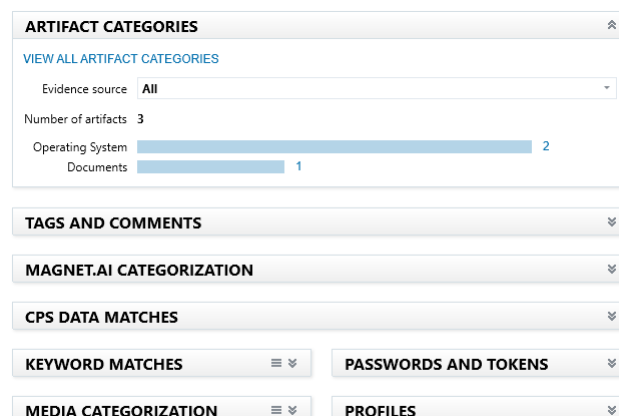 ARTIFACT CATEGORIES
VIEW ALL ARTIFACT CATEGORIES
Evidence source All
Number of artifacts 3
Operating System 2
Documents 1
TAGS AND COMMENTS
MAGNET.AI CATEGORIZATION
CPS DATA MATCHES
KEYWORD MATCHES
PASSWORDS AND TOKENS
MEDIA CATEGORIZATION
PROFILES